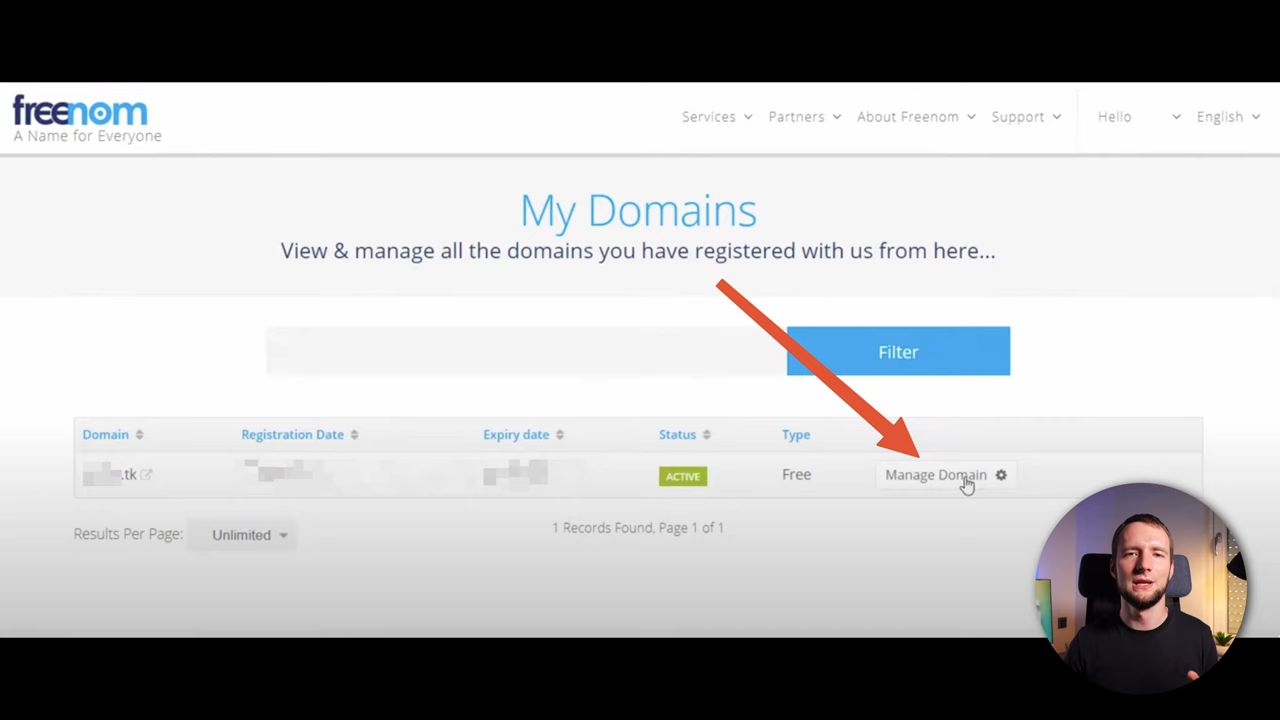 freenom
A Name for Everyone
Services Partners About Freenom Support Hello English
My Domains
View & manage all the domains you have registered with us from here...
Filter
Domain Registration Date Expiry date Status Type
.tk ACTIVE Free Manage Domain
Results Per Page: Unlimited 1 Records Found, Page 1 of 1